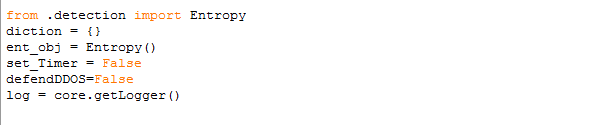 from .detection import Entropy
diction = {}
ent_obj = Entropy()
set_Timer = False
defendDDOS=False
log = core.getLogger()